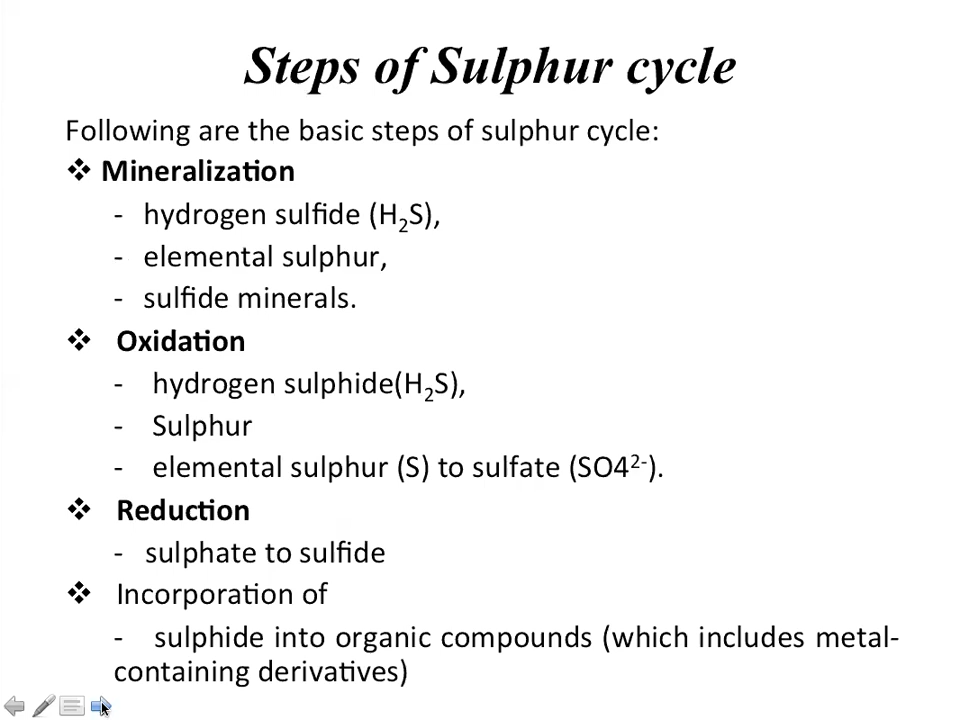 Steps of Sulphur cycle
Following are the basic steps of sulphur cycle:
❖ Mineralization
- hydrogen sulfide (H₂S),
- elemental sulphur,
- sulfide minerals.
❖ Oxidation
- hydrogen sulphide(H₂S),
- Sulphur
- elemental sulphur (S) to sulfate (SO4²⁻).
❖ Reduction
- sulphate to sulfide
❖ Incorporation of
- sulphide into organic compounds (which includes metal-
containing derivatives)